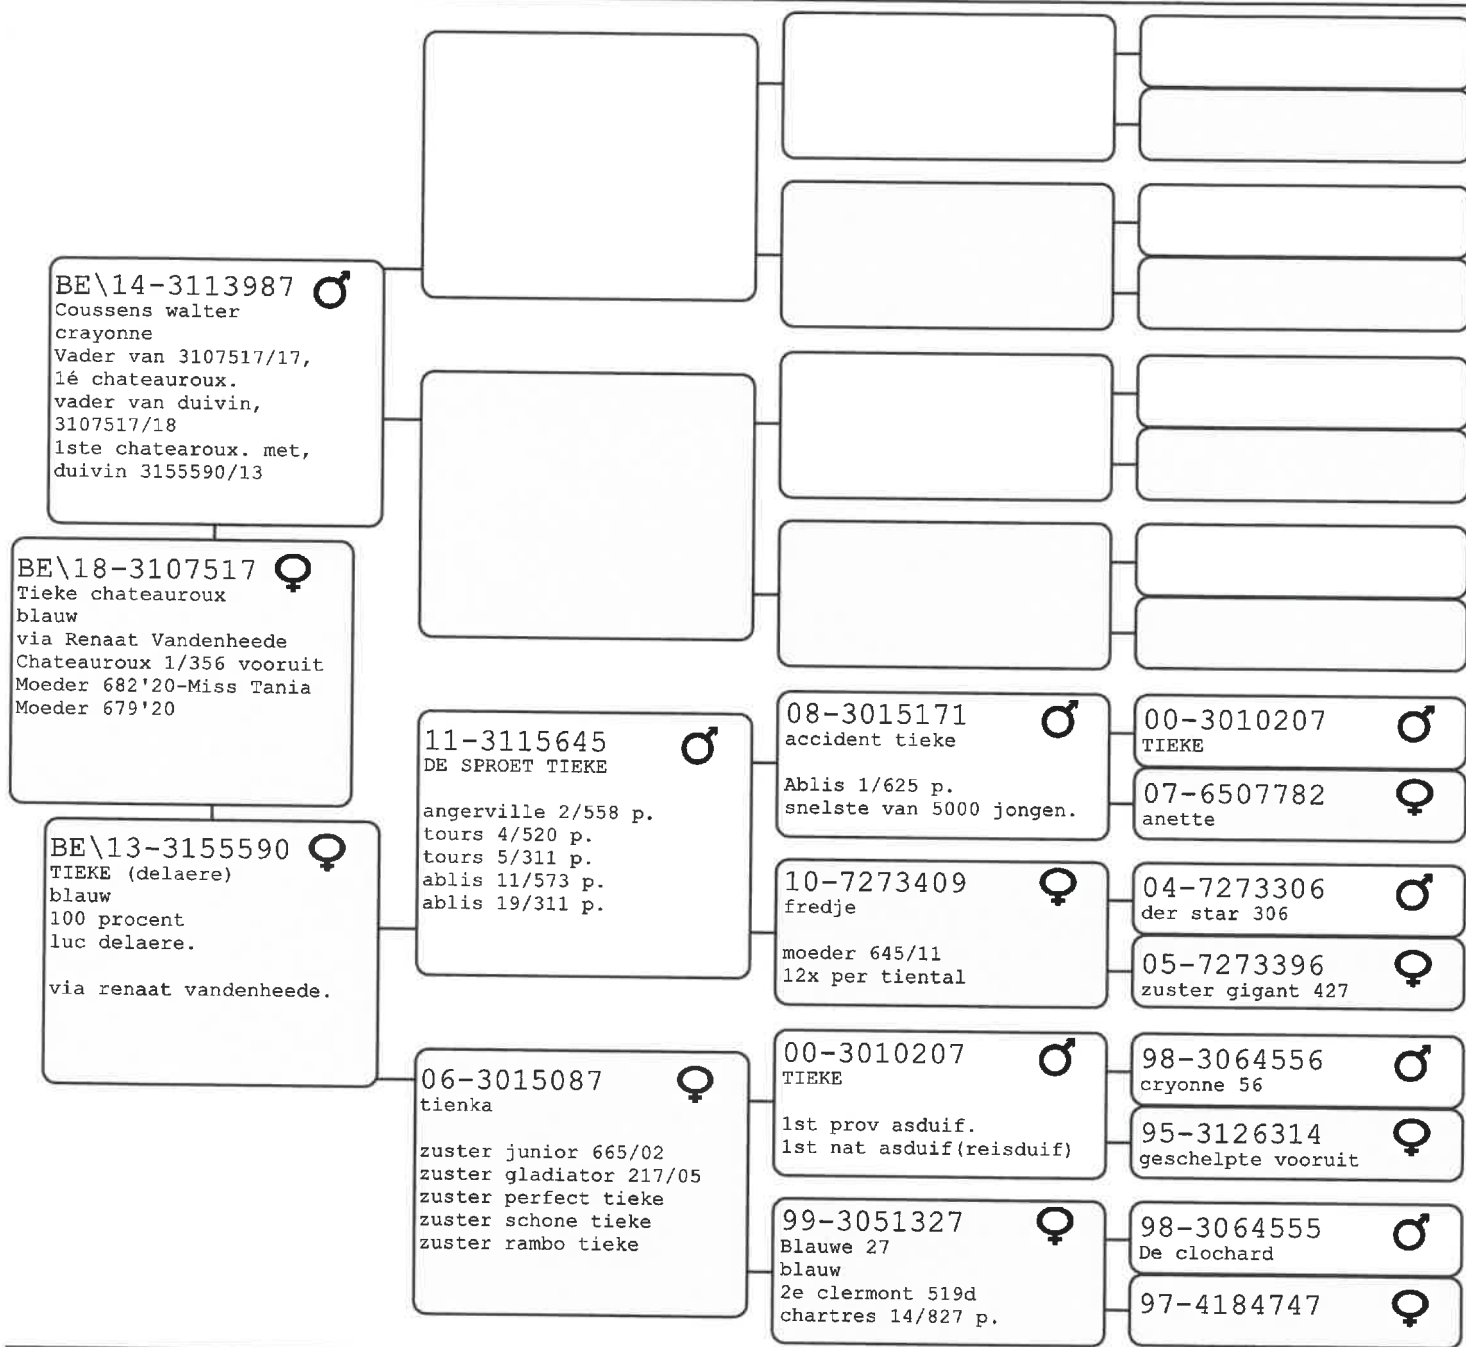 BE\14-3113987 ♂
Coussens walter
crayonne
Vader van 3107517/17,
1é chateauroux.
vader van duivin,
3107517/18
1ste chatearoux. met,
duivin 3155590/13
BE\18-3107517 ♀
Tieke chateauroux
blauw
via Renaat Vandenheede
Chateauroux 1/356 vooruit
Moeder 682'20-Miss Tania
Moeder 679'20
BE\13-3155590 ♀
TIEKE (delaere)
blauw
100 procent
luc delaere.
via renaat vandenheede.
11-3115645 ♂
DE SPROET TIEKE
angerville 2/558 p.
tours 4/520 p.
tours 5/311 p.
ablis 11/573 p.
ablis 19/311 p.
06-3015087 ♀
tienka
zuster junior 665/02
zuster gladiator 217/05
zuster perfect tieke
zuster schone tieke
zuster rambo tieke
08-3015171 ♂
accident tieke
Ablis 1/625 p.
snelste van 5000 jongen.
10-7273409 ♀
fredje
moeder 645/11
12x per tiental
00-3010207 ♂
TIEKE
1st prov asduif.
1st nat asduif(reisduif)
99-3051327 ♀
Blauwe 27
blauw
2e clermont 519d
chartres 14/827 p.
00-3010207 ♂
TIEKE
07-6507782 ♀
anette
04-7273306 ♂
der star 306
05-7273396 ♀
zuster gigant 427
98-3064556 ♂
cryonne 56
95-3126314 ♀
geschelpte vooruit
98-3064555 ♂
De clochard
97-4184747 ♀